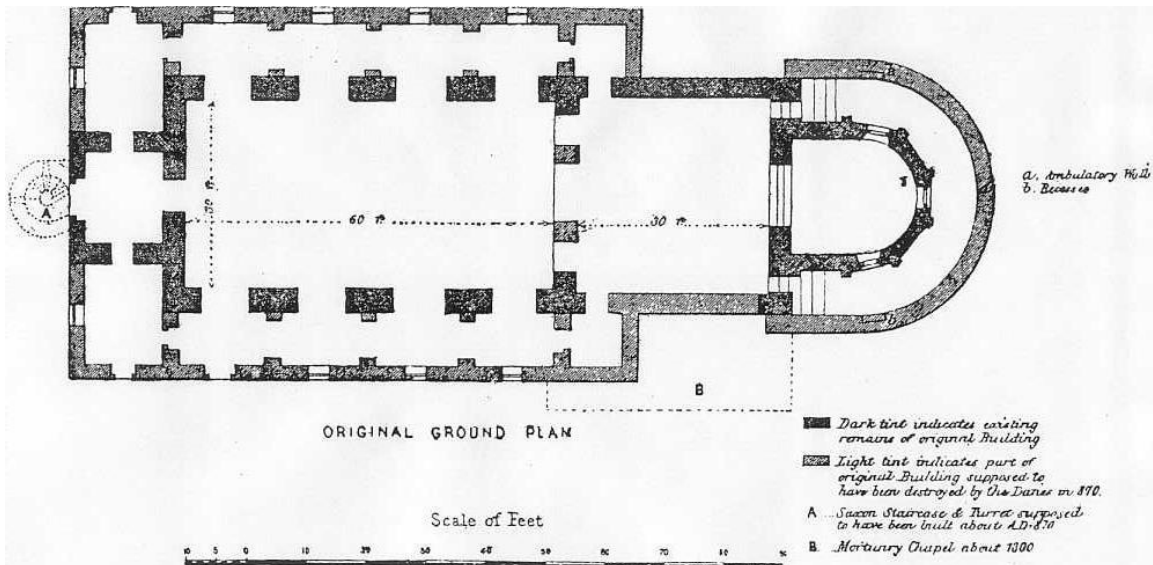 A
30 ft
60 ft
30 ft
a
b
b
a. Ambulatory Wall
b. Recesses
B
ORIGINAL GROUND PLAN
Dark tint indicates existing
remains of original Building
Light tint indicates part of
original Building supposed to
have been destroyed by the Danes in 870.
A ... Saxon Staircase & Turret supposed
to have been built about A.D. 870
B. Mortuary Chapel about 1300
Scale of Feet
10 5 0 10 20 30 40 50 60 70 80 90